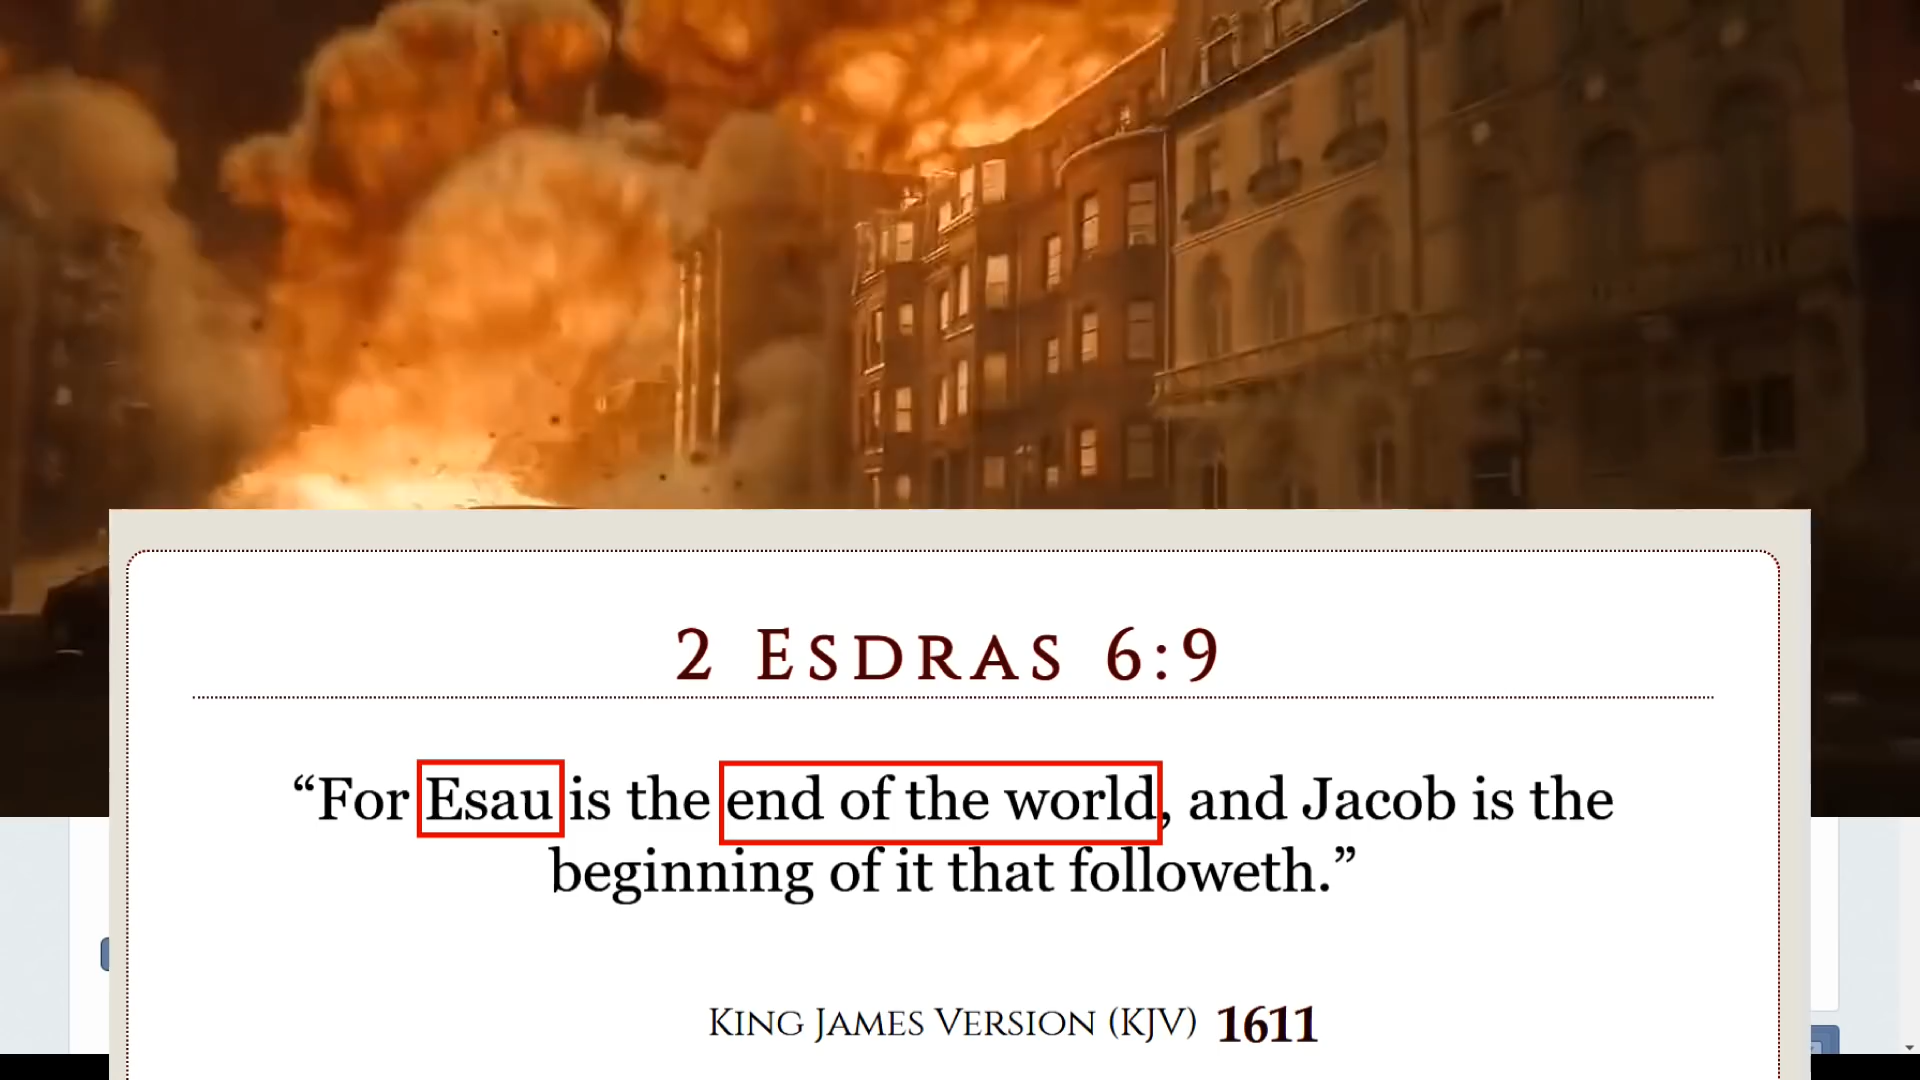 2 ESDRAS 6:9
“For Esau is the end of the world, and Jacob is the
beginning of it that followeth.”
KING JAMES VERSION (KJV) 1611